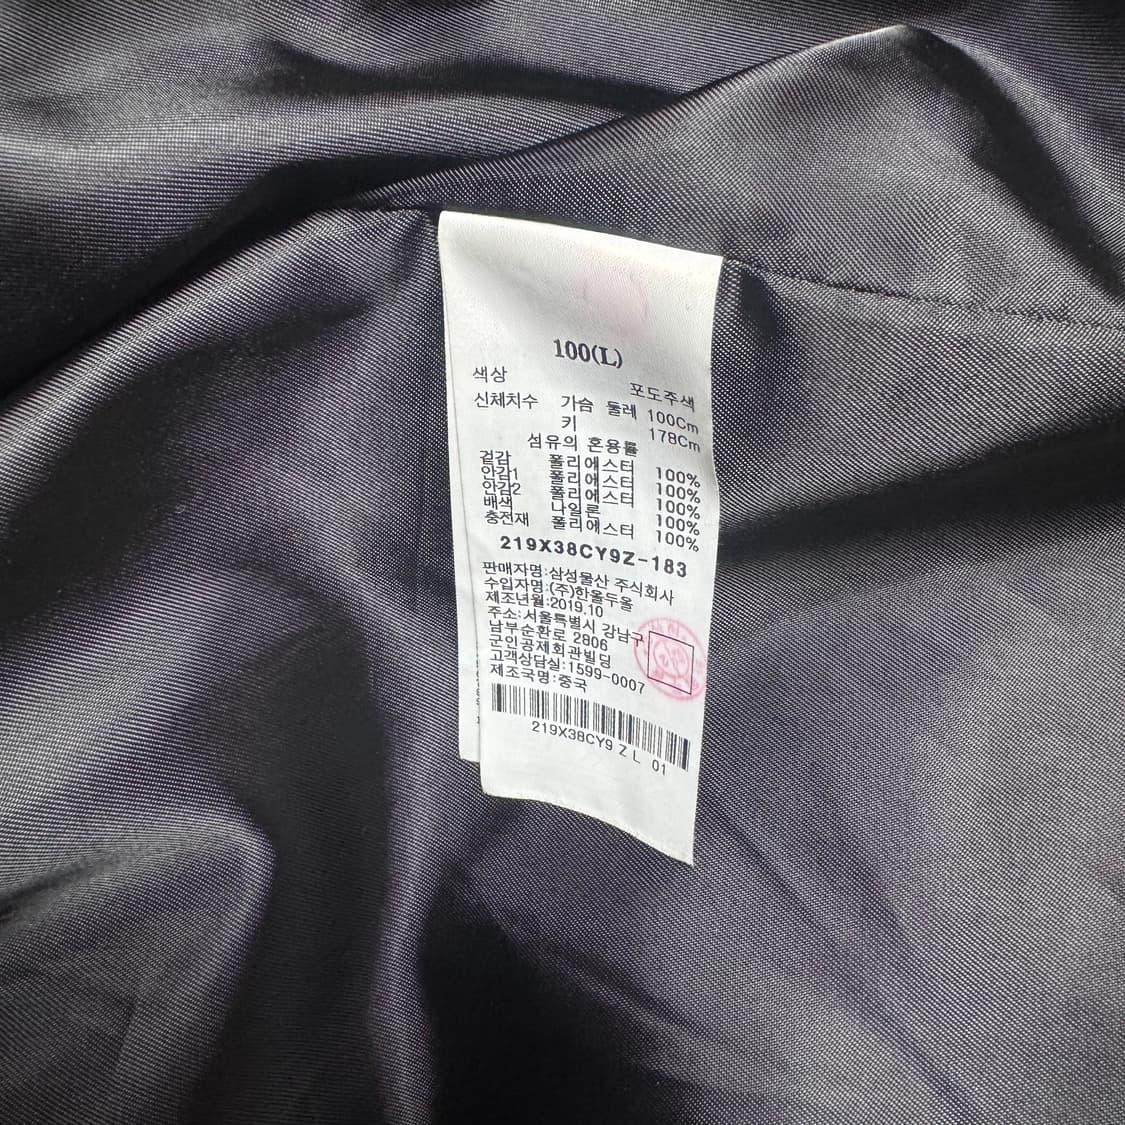 100(L)
색상 포도주색
신체치수 가슴 둘레 100Cm
키 178Cm
섬유의 혼용률
겉감 폴리에스터 100%
안감1 폴리에스터 100%
안감2 폴리에스터 100%
배색 나일론 100%
충전재 폴리에스터 100%
219X38CY9Z-183
판매자명:삼성물산 주식회사
수입자명:(주)한올두올
제조년월:2019.10
주소:서울특별시 강남구
남부순환로 2806
군인공제회관빌딩
고객상담실:1599-0007
제조국명:중국
219X38CY9 Z L 01